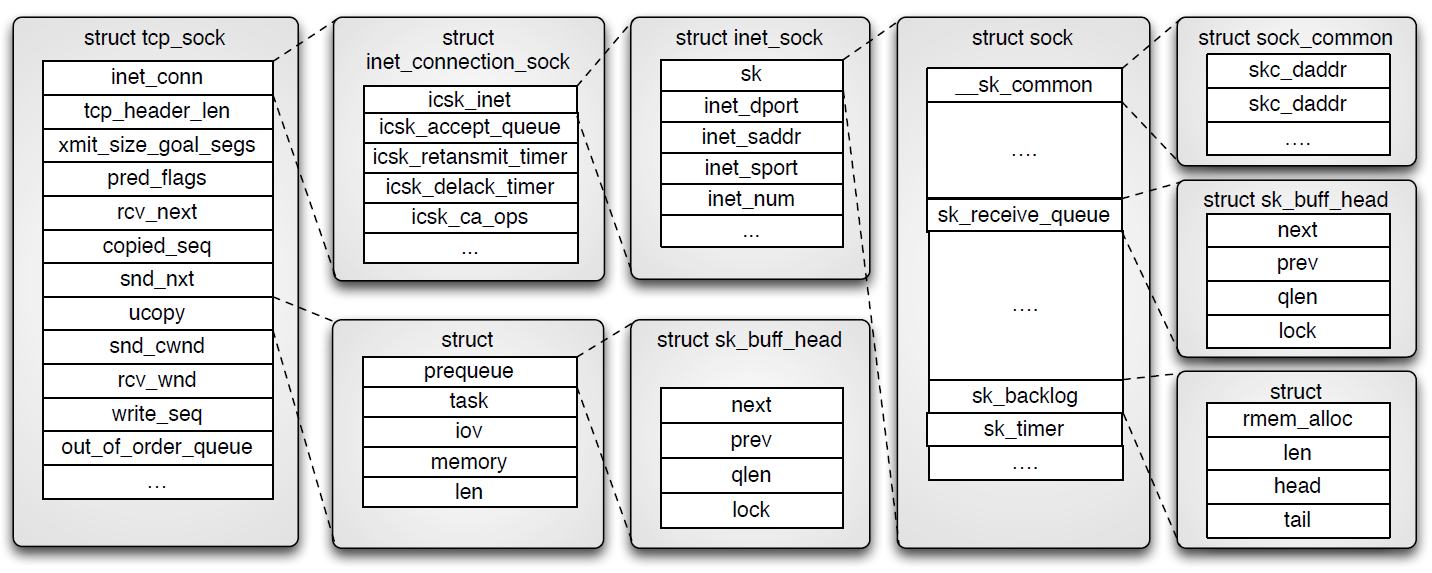 struct tcp_sock
inet_conn
tcp_header_len
xmit_size_goal_segs
pred_flags
rcv_next
copied_seq
snd_nxt
ucopy
snd_cwnd
rcv_wnd
write_seq
out_of_order_queue
...
struct
inet_connection_sock
icsk_inet
icsk_accept_queue
icsk_retansmit_timer
icsk_delack_timer
icsk_ca_ops
...
struct
prequeue
task
iov
memory
len
struct inet_sock
sk
inet_dport
inet_saddr
inet_sport
inet_num
...
struct sk_buff_head
next
prev
qlen
lock
struct sock
__sk_common
....
sk_receive_queue
....
sk_backlog
sk_timer
....
struct sock_common
skc_daddr
skc_daddr
....
struct sk_buff_head
next
prev
qlen
lock
struct
rmem_alloc
len
head
tail